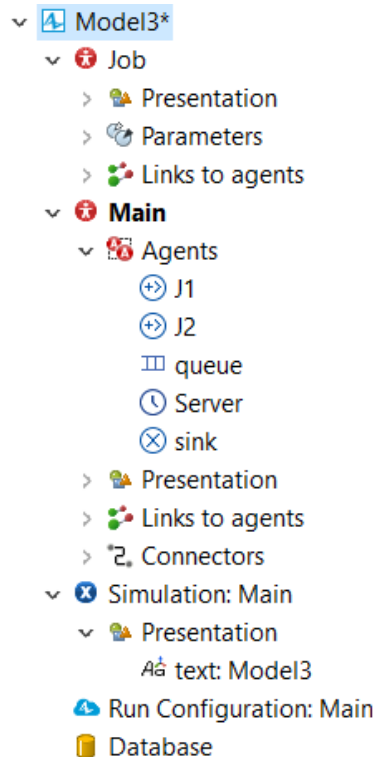 Model3*
Job
Presentation
Parameters
Links to agents
Main
Agents
J1
J2
queue
Server
sink
Presentation
Links to agents
Connectors
Simulation: Main
Presentation
Aa text: Model3
Run Configuration: Main
Database